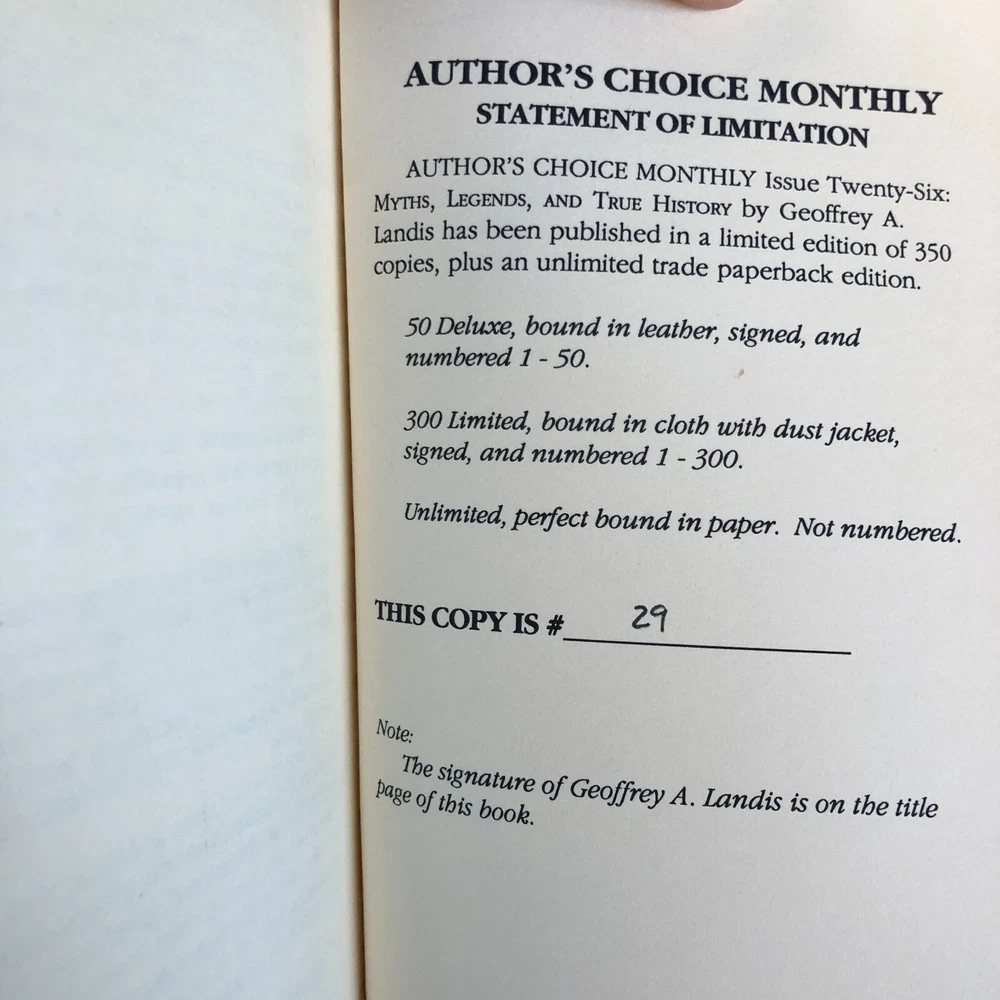 AUTHOR'S CHOICE MONTHLY
STATEMENT OF LIMITATION
AUTHOR'S CHOICE MONTHLY Issue Twenty-Six:
MYTHS, LEGENDS, AND TRUE HISTORY by Geoffrey A.
Landis has been published in a limited edition of 350
copies, plus an unlimited trade paperback edition.
50 Deluxe, bound in leather, signed, and
numbered 1 - 50.
300 Limited, bound in cloth with dust jacket,
signed, and numbered 1 - 300.
Unlimited, perfect bound in paper. Not numbered.
THIS COPY IS # 29
Note:
The signature of Geoffrey A. Landis is on the title
page of this book.